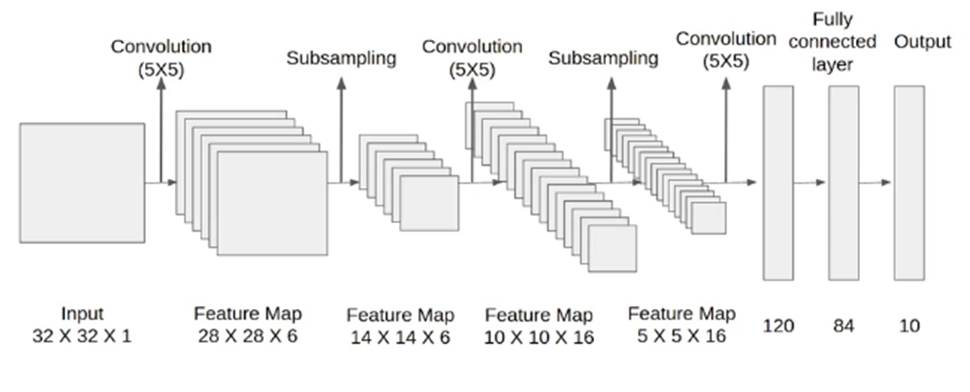 Convolution
(5X5)
Subsampling
Convolution
(5X5)
Subsampling
Convolution
(5X5)
Fully
connected
layer
Output
Input
32 X 32 X 1
Feature Map
28 X 28 X 6
Feature Map
14 X 14 X 6
Feature Map
10 X 10 X 16
Feature Map
5 X 5 X 16
120
84
10